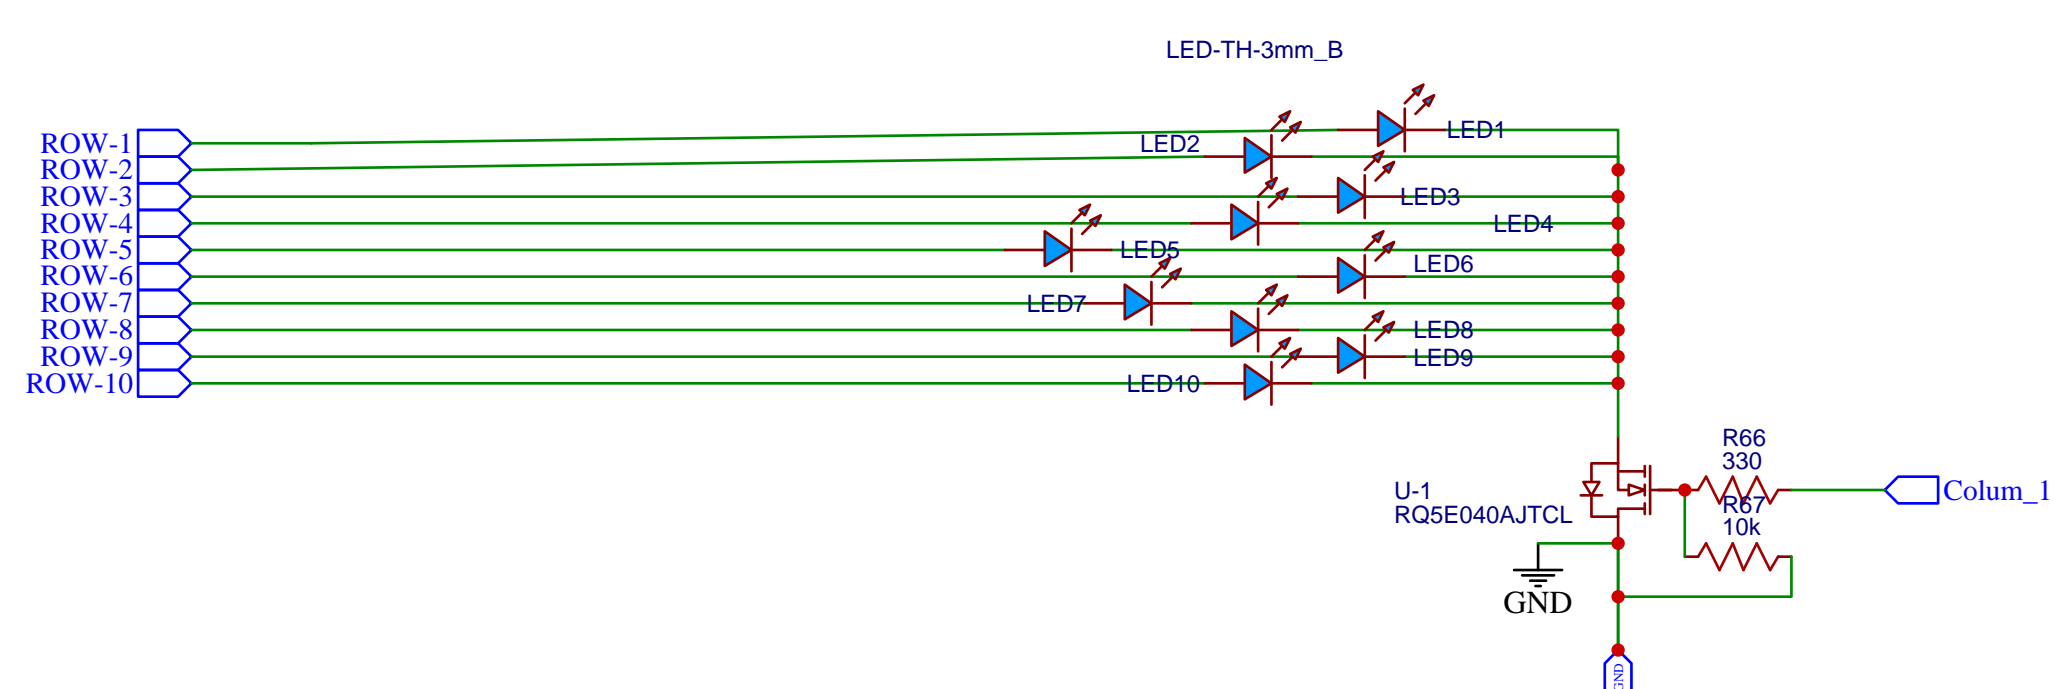 LED-TH-3mm_B
ROW-1
ROW-2
ROW-3
ROW-4
ROW-5
ROW-6
ROW-7
ROW-8
ROW-9
ROW-10
LED1
LED2
LED3
LED4
LED5
LED6
LED7
LED8
LED9
LED10
R66
330
U-1
RQ5E040AJTCL
R67
10k
Colum_1
GND
GND